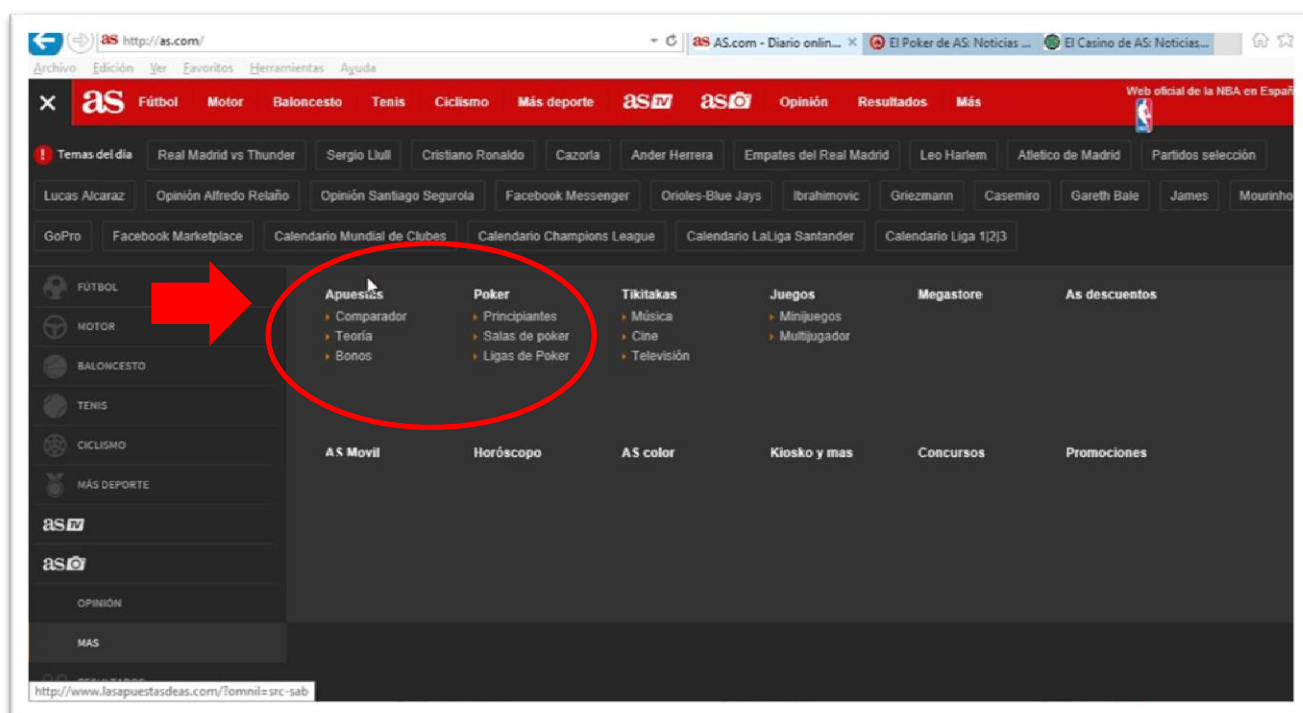 as http://as.com/ as AS.com - Diario onlin... × El Poker de AS: Noticias ... El Casino de AS: Noticias...
Archivo Edición Ver Favoritos Herramientas Ayuda
Web oficial de la NBA en Españ
× as Fútbol Motor Baloncesto Tenis Ciclismo Más deporte as TV as Opinión Resultados Más
! Temas del día Real Madrid vs Thunder Sergio Llull Cristiano Ronaldo Cazorla Ander Herrera Empates del Real Madrid Leo Harlem Atletico de Madrid Partidos selección
Lucas Alcaraz Opinión Alfredo Relaño Opinión Santiago Segurola Facebook Messenger Orioles-Blue Jays Ibrahimovic Griezmann Casemiro Gareth Bale James Mourinho
GoPro Facebook Marketplace Calendario Mundial de Clubes Calendario Champions League Calendario LaLiga Santander Calendario Liga 1|2|3
FÚTBOL
MOTOR
BALONCESTO
TENIS
CICLISMO
MÁS DEPORTE
as TV
as
OPINIÓN
MAS
Apuestas Poker Tikitakas Juegos Megastore As descuentos
Comparador Principiantes Música Minijuegos
Teoría Salas de poker Cine Multijugador
Bonos Ligas de Poker Televisión
AS Movil Horóscopo AS color Kiosko y mas Concursos Promociones
http://www.lasapuestasdeas.com/?omnil=src-sab